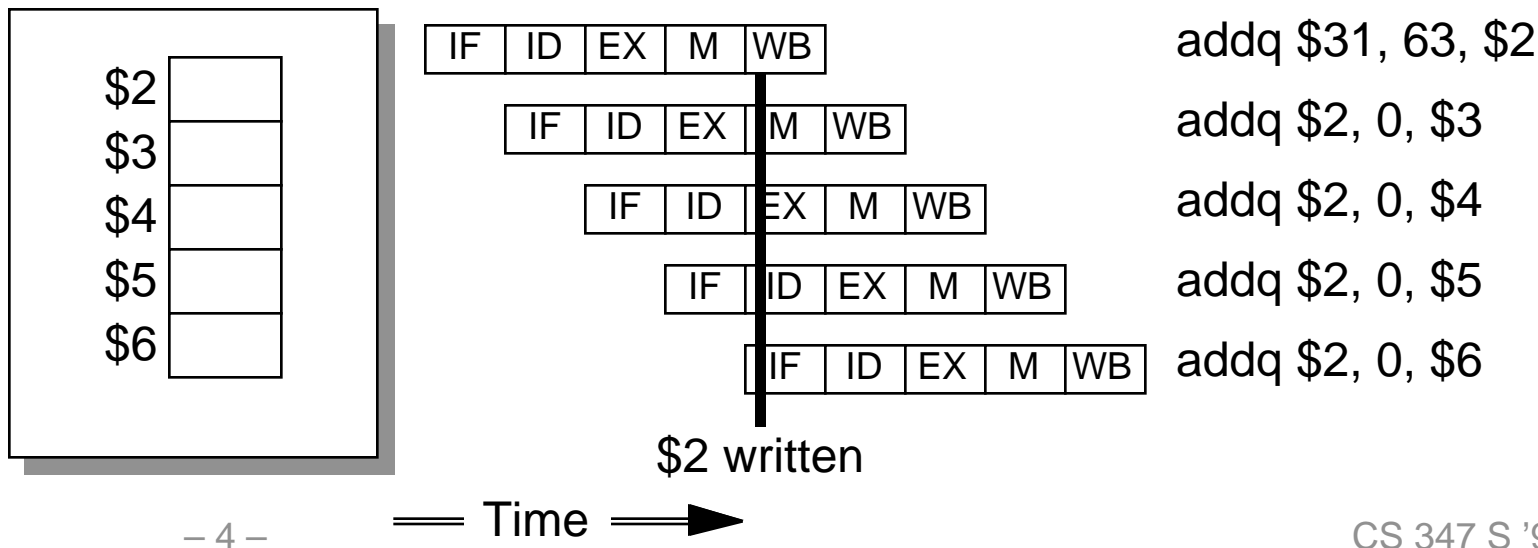 $2
$3
$4
$5
$6
IF ID EX M WB addq $31, 63, $2
IF ID EX M WB addq $2, 0, $3
IF ID EX M WB addq $2, 0, $4
IF ID EX M WB addq $2, 0, $5
IF ID EX M WB addq $2, 0, $6
$2 written
Time
– 4 –
CS 347 S '9